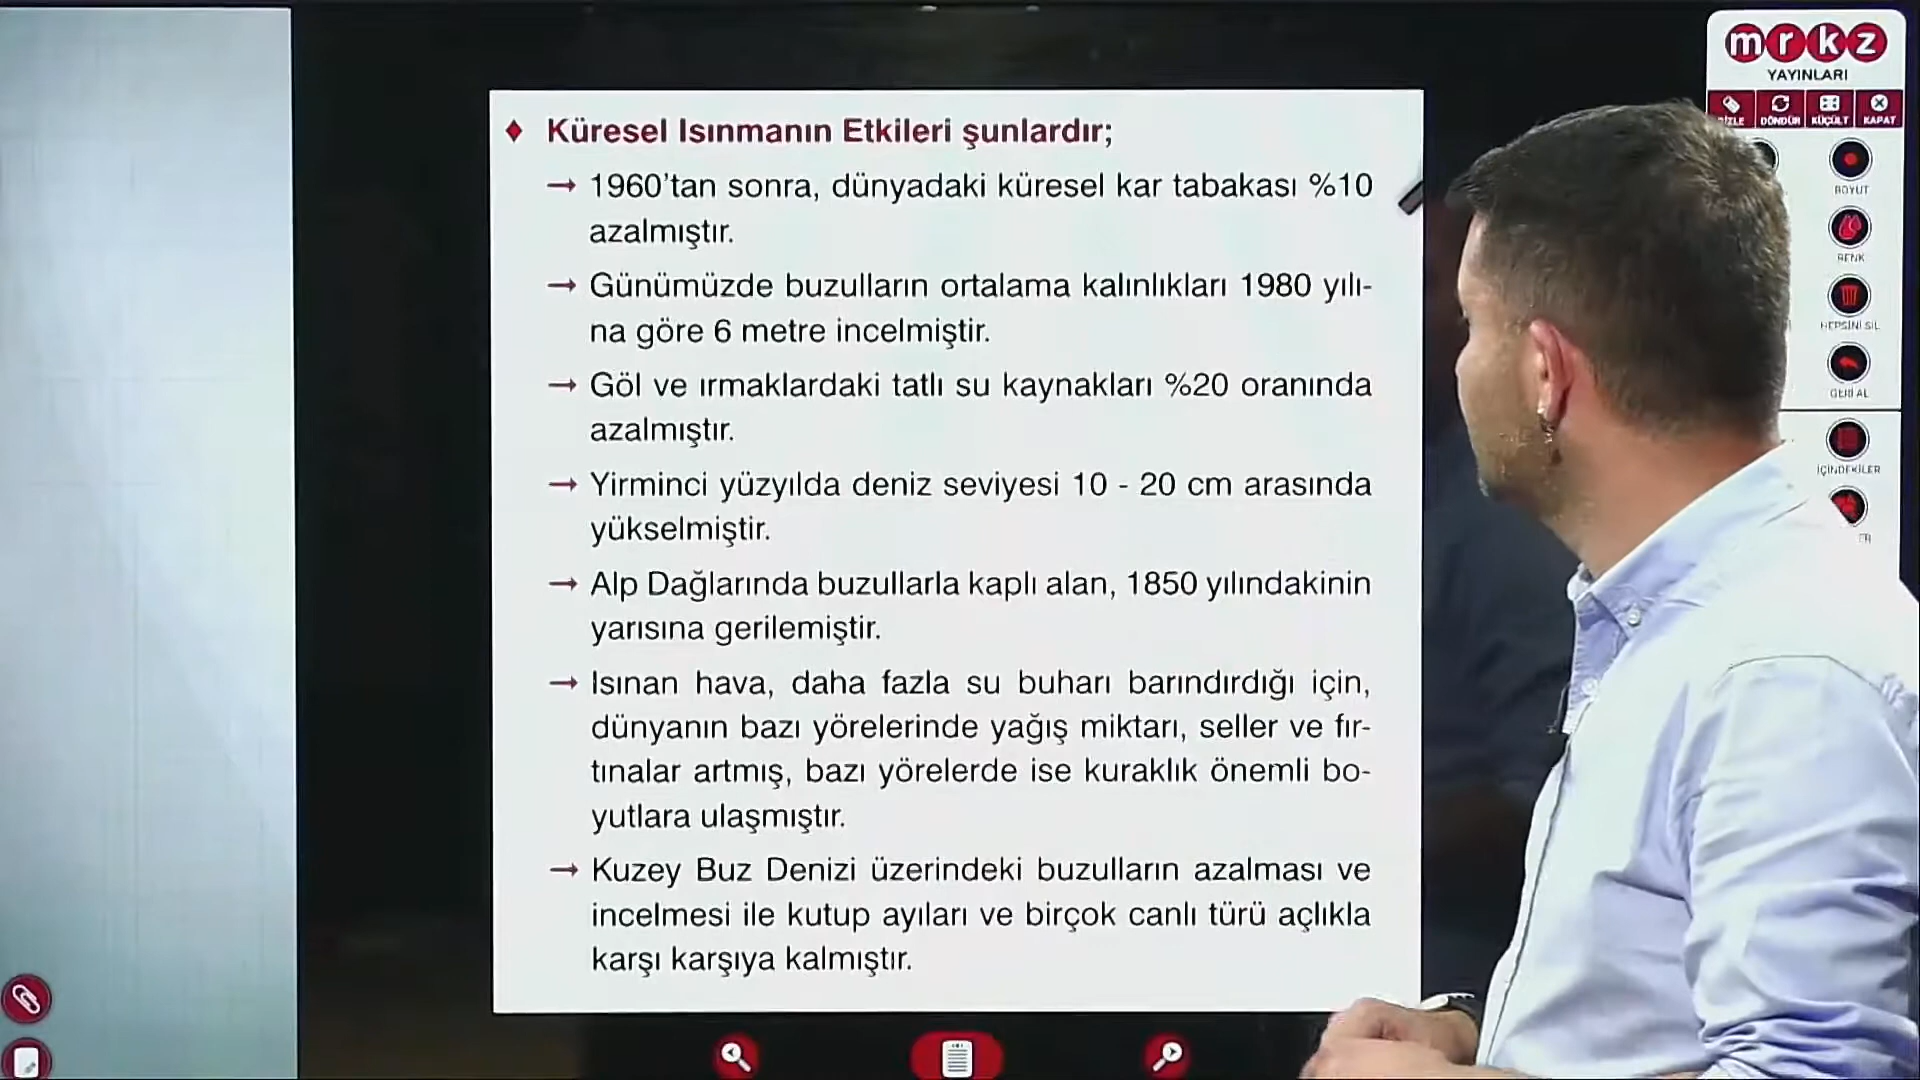 mrkz
YAYINLARI
DÖNDÜR KÜÇÜLT KAPAT
♦ Küresel Isınmanın Etkileri şunlardır;
→ 1960’tan sonra, dünyadaki küresel kar tabakası %10
azalmıştır.
→ Günümüzde buzulların ortalama kalınlıkları 1980 yılı-
na göre 6 metre incelmiştir.
→ Göl ve ırmaklardaki tatlı su kaynakları %20 oranında
azalmıştır.
→ Yirminci yüzyılda deniz seviyesi 10 - 20 cm arasında
yükselmiştir.
→ Alp Dağlarında buzullarla kaplı alan, 1850 yılındakinin
yarısına gerilemiştir.
→ Isınan hava, daha fazla su buharı barındırdığı için,
dünyanın bazı yörelerinde yağış miktarı, seller ve fır-
tınalar artmış, bazı yörelerde ise kuraklık önemli bo-
yutlara ulaşmıştır.
→ Kuzey Buz Denizi üzerindeki buzulların azalması ve
incelmesi ile kutup ayıları ve birçok canlı türü açlıkla
karşı karşıya kalmıştır.
BOYUT
RENK
HEPSİNİ SİL
GERİ AL
İÇİNDEKİLER